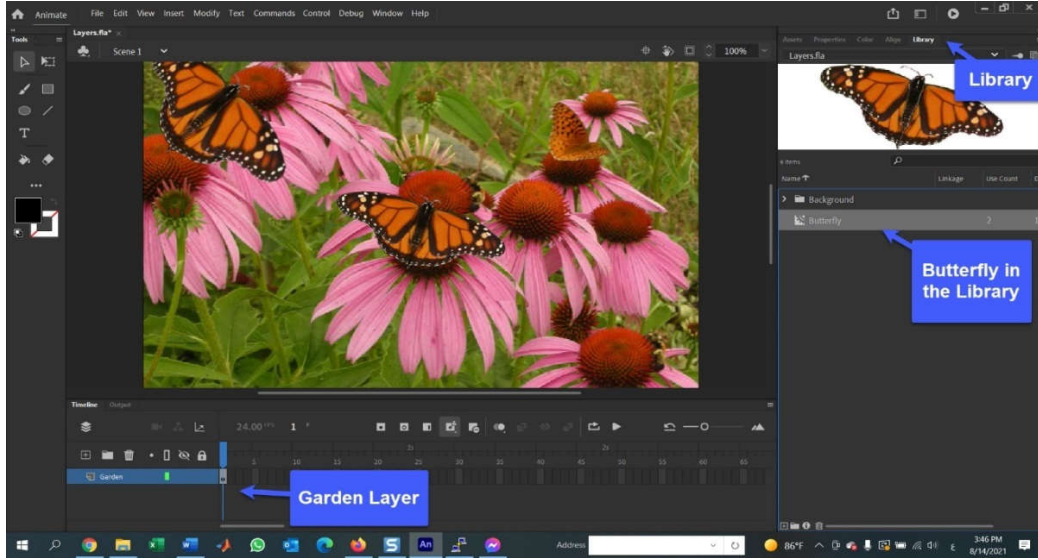 Animate File Edit View Insert Modify Text Commands Control Debug Window Help
Layers.fla*
Tools
Scene 1
100%
Assets Properties Color Align Library
Layers.fla
Library
items
Name Linkage Use Count
Background
Butterfly 2
Butterfly in
the Library
Timeline Output
24.00 FPS 1 F
5 10 15 20 25 30 35 40 45 50 55 60 65
Garden
Garden Layer
Address
An
86°F
3:46 PM
8/14/2021